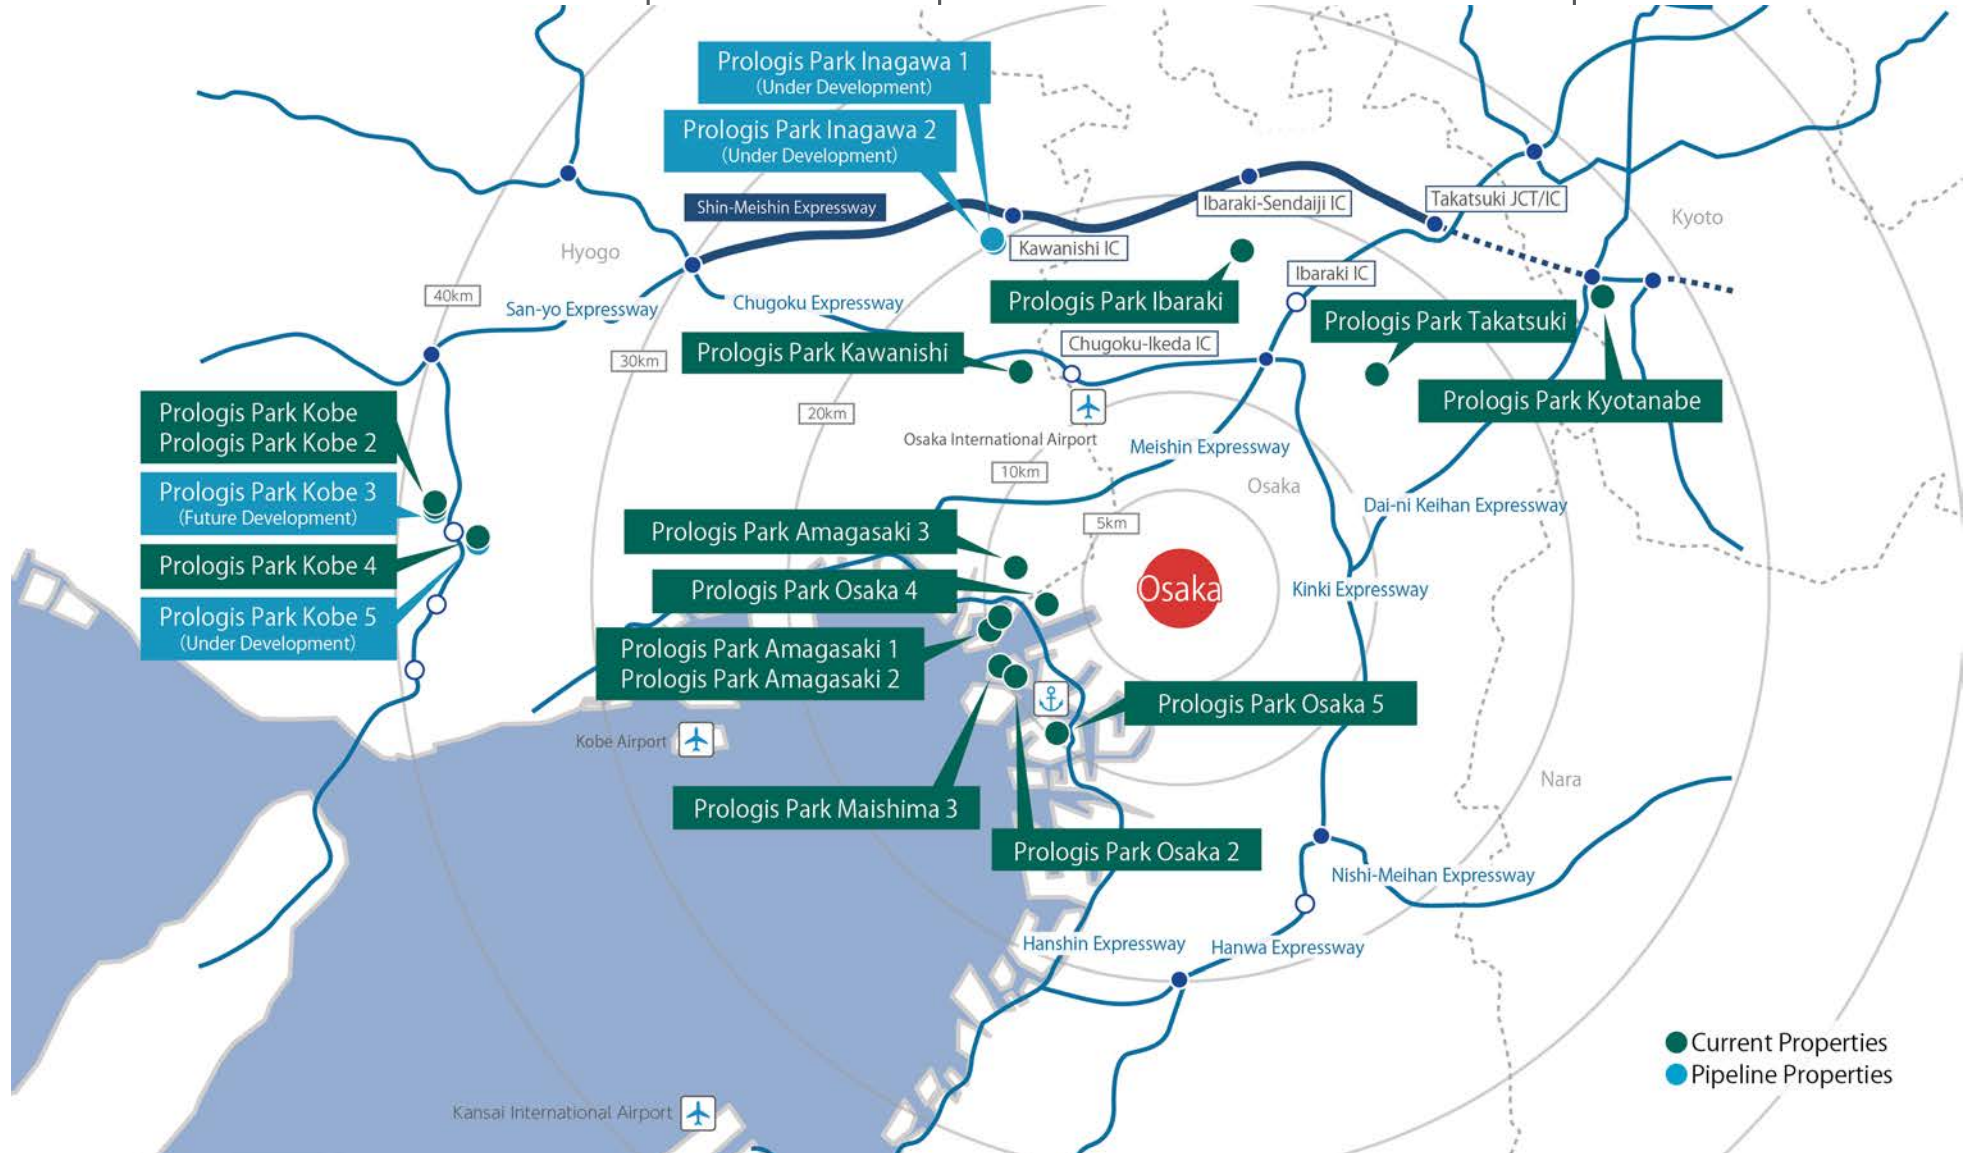 Prologis Park Inagawa 1
(Under Development)
Prologis Park Inagawa 2
(Under Development)
Shin-Meishin Expressway
Ibaraki-Sendaiji IC
Takatsuki JCT/IC
Kyoto
Hyogo
Kawanishi IC
Ibaraki IC
40km
San-yo Expressway
Chugoku Expressway
Prologis Park Ibaraki
Prologis Park Takatsuki
30km
Prologis Park Kawanishi
Chugoku-Ikeda IC
20km
Prologis Park Kyotanabe
Prologis Park Kobe
Prologis Park Kobe 2
Osaka International Airport
Meishin Expressway
10km
Osaka
Prologis Park Kobe 3
(Future Development)
Dai-ni Keihan Expressway
5km
Prologis Park Amagasaki 3
Prologis Park Kobe 4
Prologis Park Osaka 4
Osaka
Kinki Expressway
Prologis Park Kobe 5
(Under Development)
Prologis Park Amagasaki 1
Prologis Park Amagasaki 2
Prologis Park Osaka 5
Kobe Airport
Nara
Prologis Park Maishima 3
Prologis Park Osaka 2
Nishi-Meihan Expressway
Hanshin Expressway
Hanwa Expressway
Current Properties
Pipeline Properties
Kansai International Airport